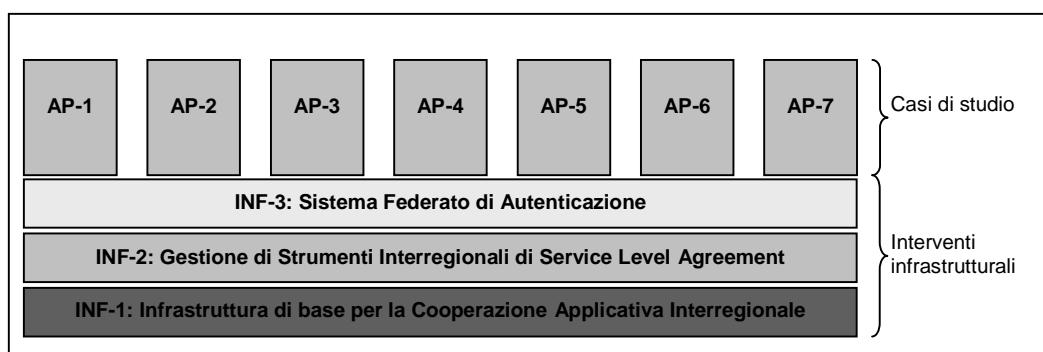 AP-1 AP-2 AP-3 AP-4 AP-5 AP-6 AP-7
Casi di studio
INF-3: Sistema Federato di Autenticazione
INF-2: Gestione di Strumenti Interregionali di Service Level Agreement
INF-1: Infrastruttura di base per la Cooperazione Applicativa Interregionale
Interventi
infrastrutturali